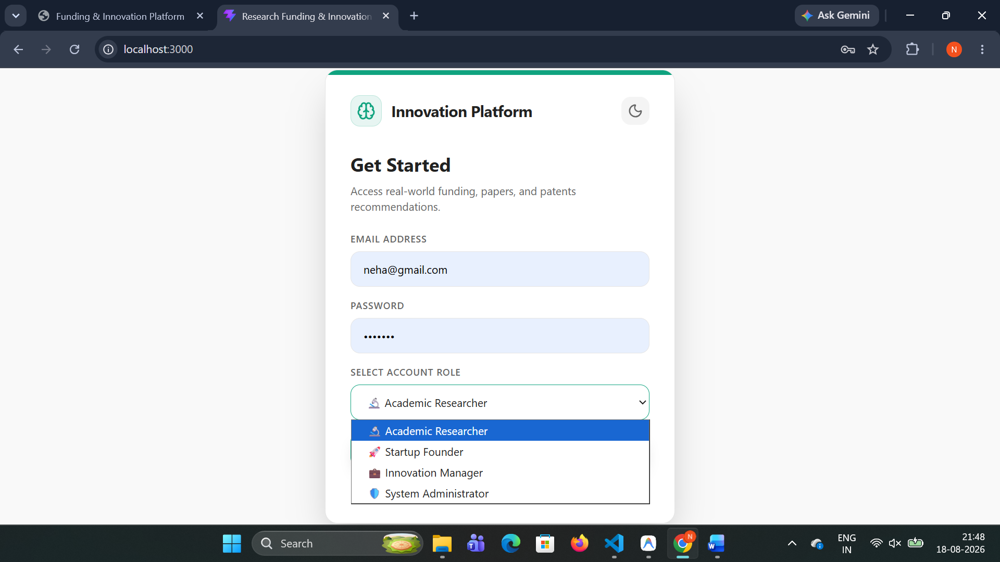 Funding & Innovation Platform
Research Funding & Innovation
Ask Gemini
localhost:3000
N
Innovation Platform
Get Started
Access real-world funding, papers, and patents
recommendations.
EMAIL ADDRESS
neha@gmail.com
PASSWORD
•••••••
SELECT ACCOUNT ROLE
Academic Researcher
Academic Researcher
Startup Founder
Innovation Manager
System Administrator
Search
T
N
W
ENG
IN
21:48
18-08-2026